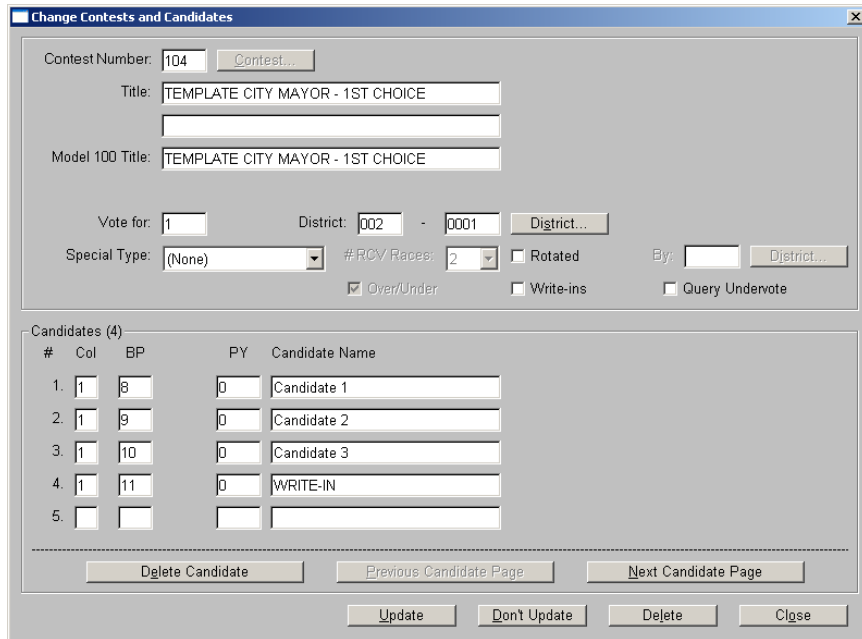 Change Contests and Candidates
Contest Number: 104 Contest...
Title: TEMPLATE CITY MAYOR - 1ST CHOICE
Model 100 Title: TEMPLATE CITY MAYOR - 1ST CHOICE
Vote for: 1 District: 002 - 0001 District...
Special Type: (None) # RCV Races: 2 Rotated By: District...
Over/Under Write-ins Query Undervote
Candidates (4)
# Col BP PY Candidate Name
1. 1 8 0 Candidate 1
2. 1 9 0 Candidate 2
3. 1 10 0 Candidate 3
4. 1 11 0 WRITE-IN
5.
Delete Candidate Previous Candidate Page Next Candidate Page
Update Don't Update Delete Close